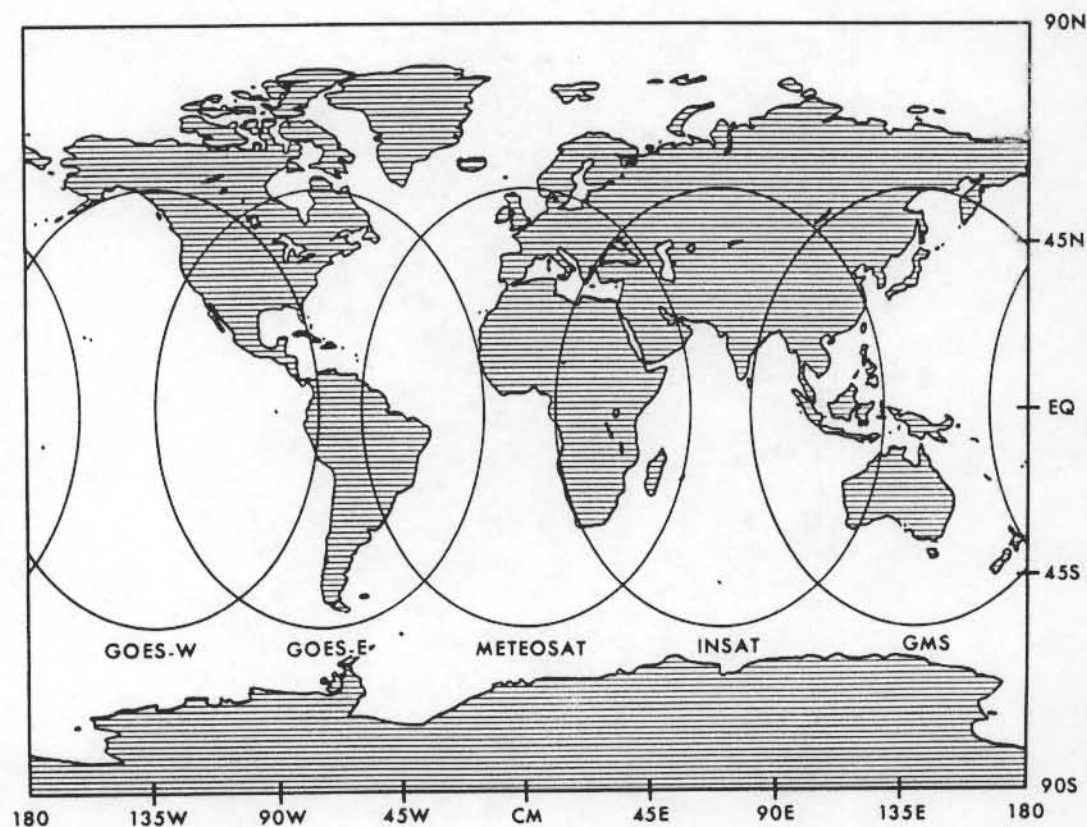 90N
45N
EQ
45S
GOES-W GOES-E METEOSAT INSAT GMS
90S
180 135W 90W 45W CM 45E 90E 135E 180